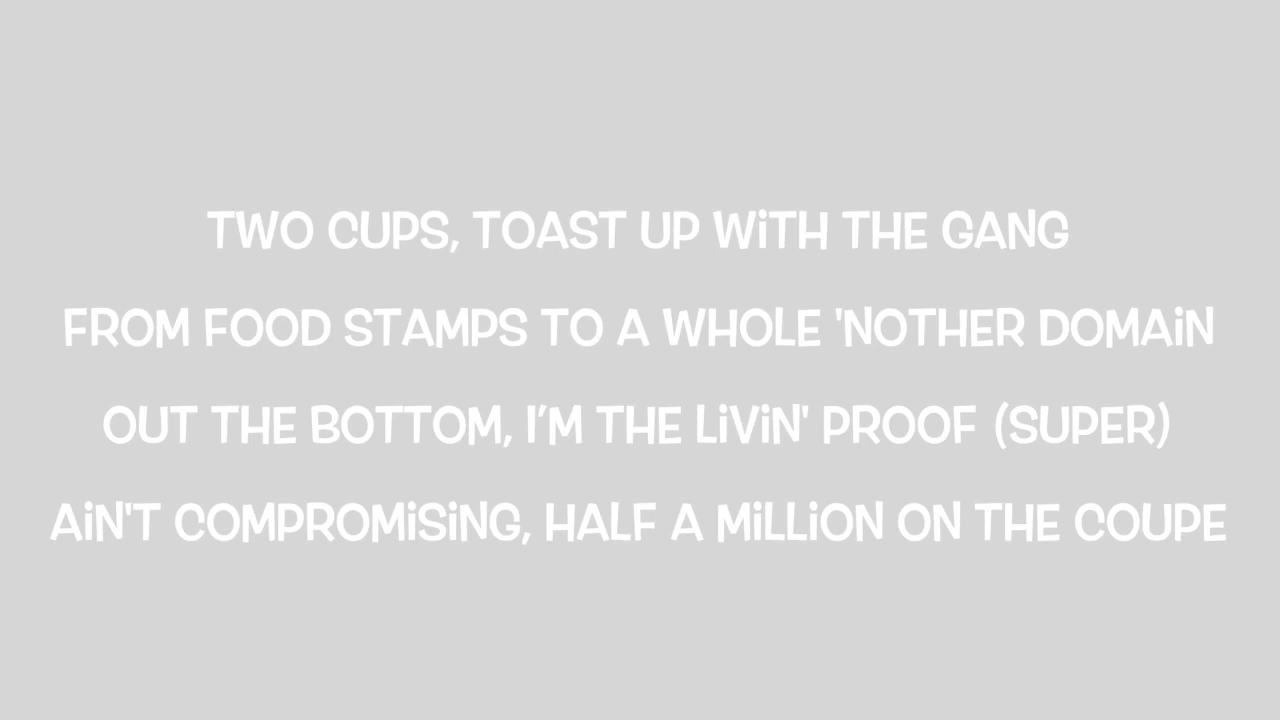 TWO CUPS, TOAST UP WiTH THE GANG
FROM FOOD STAMPS TO A WHOLE 'NOTHER DOMAiN
OUT THE BOTTOM, I’M THE LiViN' PROOF (SUPER)
AiN'T COMPROMiSiNG, HALF A MiLLiON ON THE COUPE